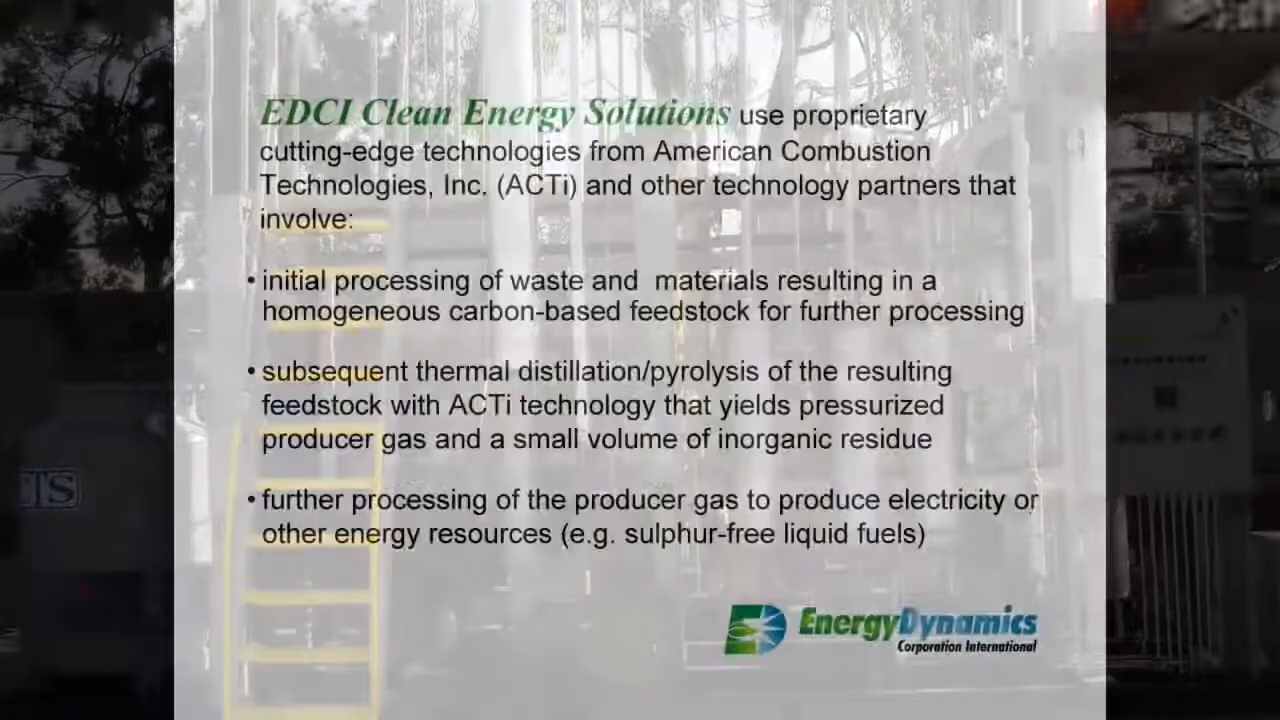 EDCI Clean Energy Solutions use proprietary
cutting-edge technologies from American Combustion
Technologies, Inc. (ACTi) and other technology partners that
involve:
• initial processing of waste and materials resulting in a
homogeneous carbon-based feedstock for further processing
• subsequent thermal distillation/pyrolysis of the resulting
feedstock with ACTi technology that yields pressurized
producer gas and a small volume of inorganic residue
• further processing of the producer gas to produce electricity or
other energy resources (e.g. sulphur-free liquid fuels)
EnergyDynamics
Corporation International